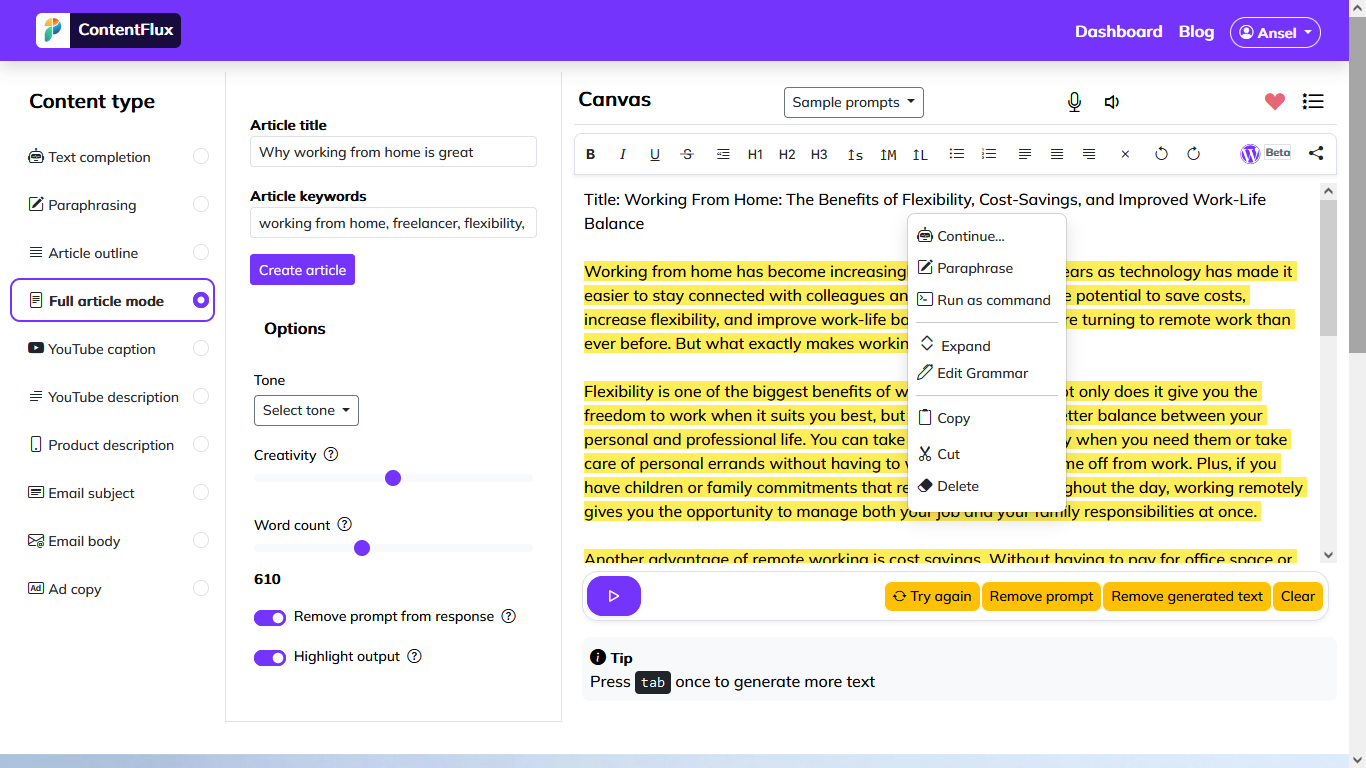 ContentFlux
Dashboard
Blog
Ansel
Content type
Text completion
Paraphrasing
Article outline
Full article mode
YouTube caption
YouTube description
Product description
Email subject
Email body
Ad copy
Article title
Why working from home is great
Article keywords
working from home, freelancer, flexibility,
Create article
Options
Tone
Select tone
Creativity
Word count
610
Remove prompt from response
Highlight output
Canvas
Sample prompts
B I U S H1 H2 H3 ↕s ↕M ↕L × Beta
Title: Working From Home: The Benefits of Flexibility, Cost-Savings, and Improved Work-Life
Balance
Working from home has become increasing ears as technology has made it
easier to stay connected with colleagues an e potential to save costs,
increase flexibility, and improve work-life ba re turning to remote work than
ever before. But what exactly makes workin
Flexibility is one of the biggest benefits of w ot only does it give you the
freedom to work when it suits you best, but etter balance between your
personal and professional life. You can take y when you need them or take
care of personal errands without having to me off from work. Plus, if you
have children or family commitments that re ghout the day, working remotely
gives you the opportunity to manage both your job and your family responsibilities at once.
Another advantage of remote working is cost savings. Without having to pay for office space or
Continue...
Paraphrase
Run as command
Expand
Edit Grammar
Copy
Cut
Delete
Try again
Remove prompt
Remove generated text
Clear
Tip
Press tab once to generate more text